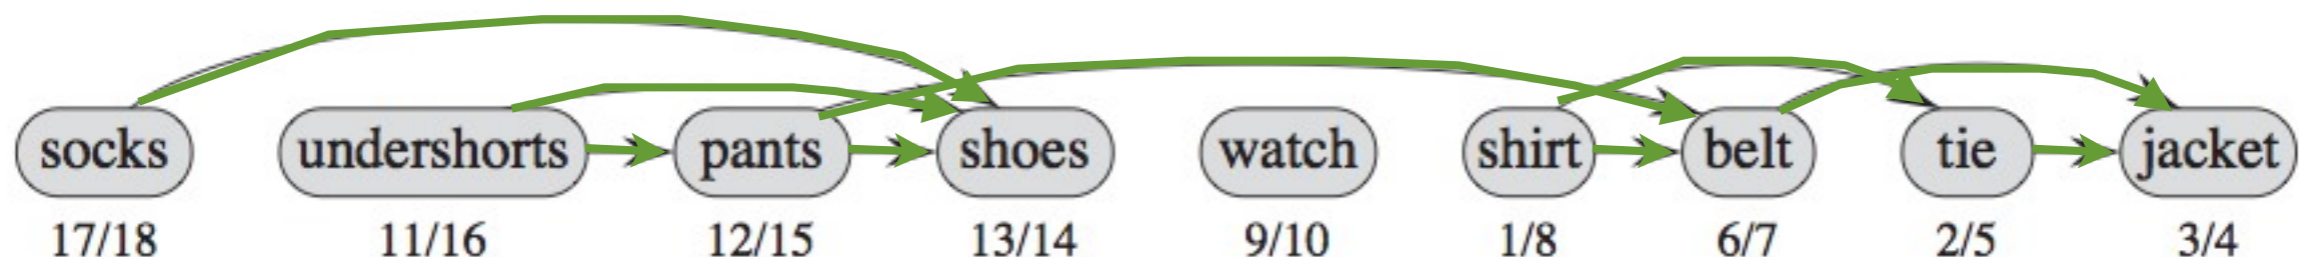 socks undershorts pants shoes watch shirt belt tie jacket
17/18 11/16 12/15 13/14 9/10 1/8 6/7 2/5 3/4